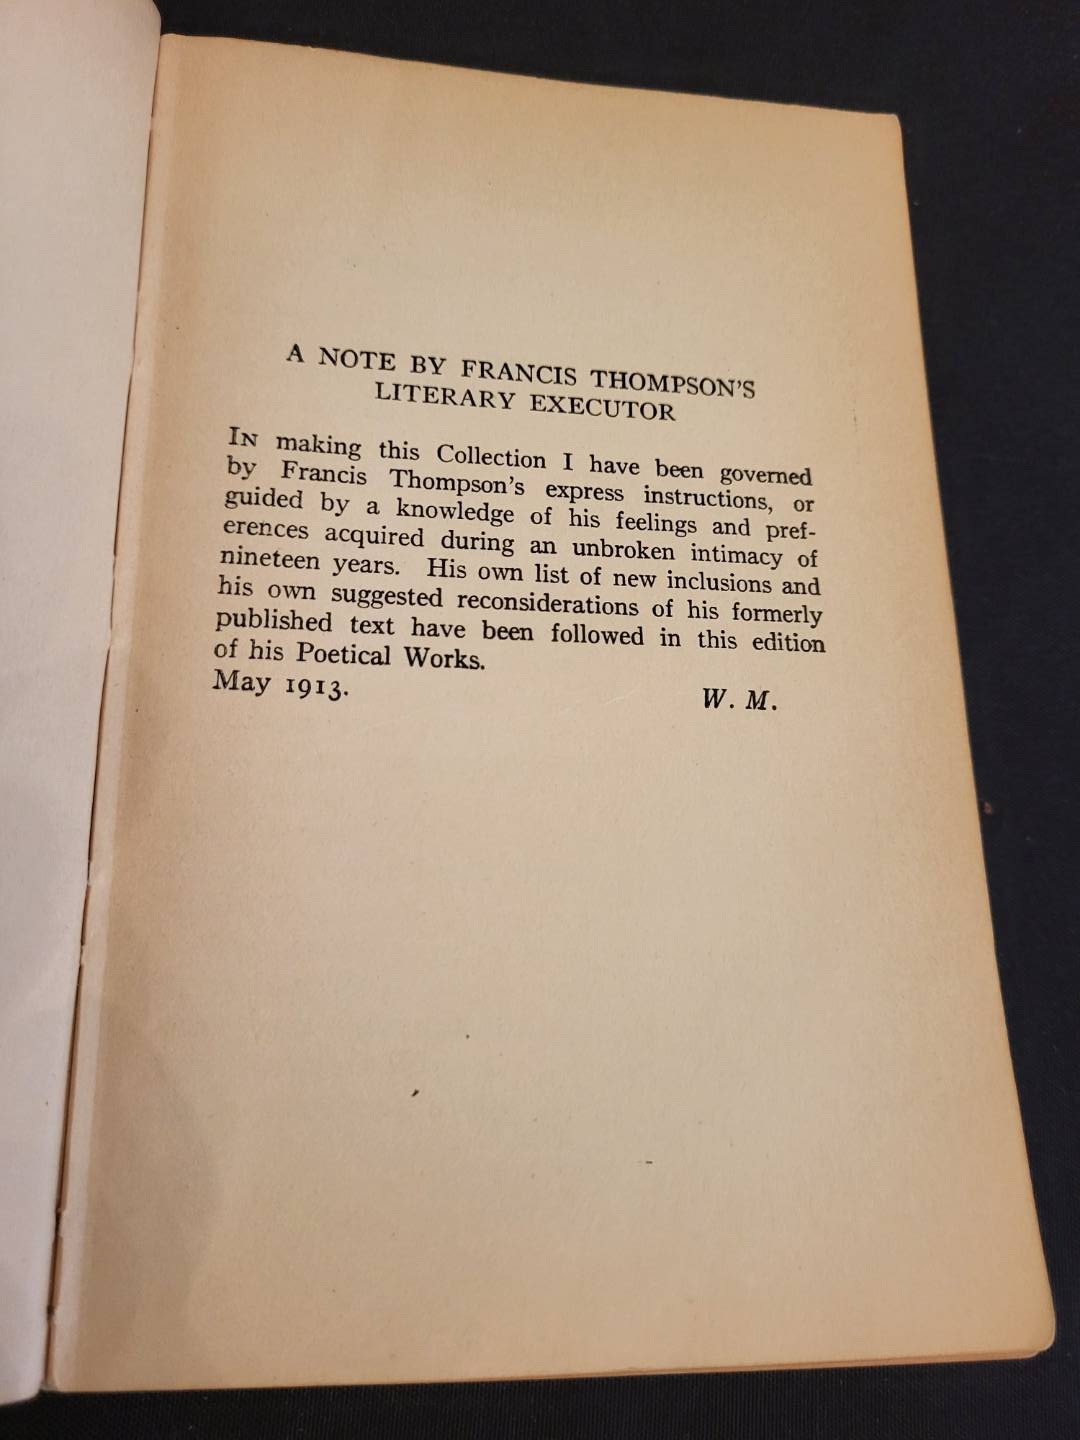 A NOTE BY FRANCIS THOMPSON'S
LITERARY EXECUTOR
IN making this Collection I have been governed
by Francis Thompson's express instructions, or
guided by a knowledge of his feelings and pref-
erences acquired during an unbroken intimacy of
nineteen years. His own list of new inclusions and
his own suggested reconsiderations of his formerly
published text have been followed in this edition
of his Poetical Works.
May 1913. W. M.